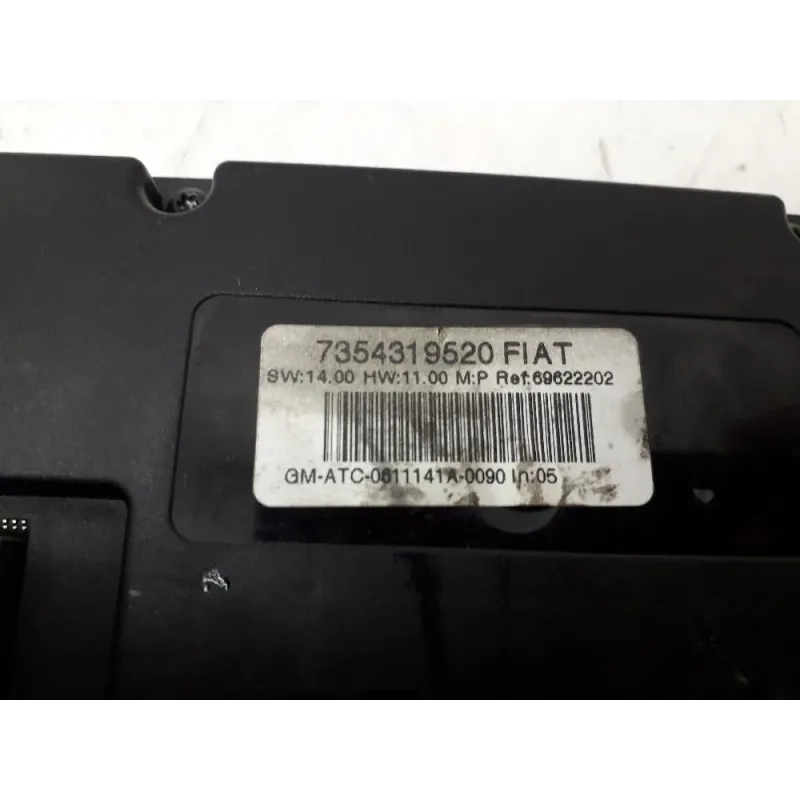 7354319520 FIAT
SW:14.00 HW:11.00 M:P Ref:69622202
GM-ATC-0611141A-0090 In:05